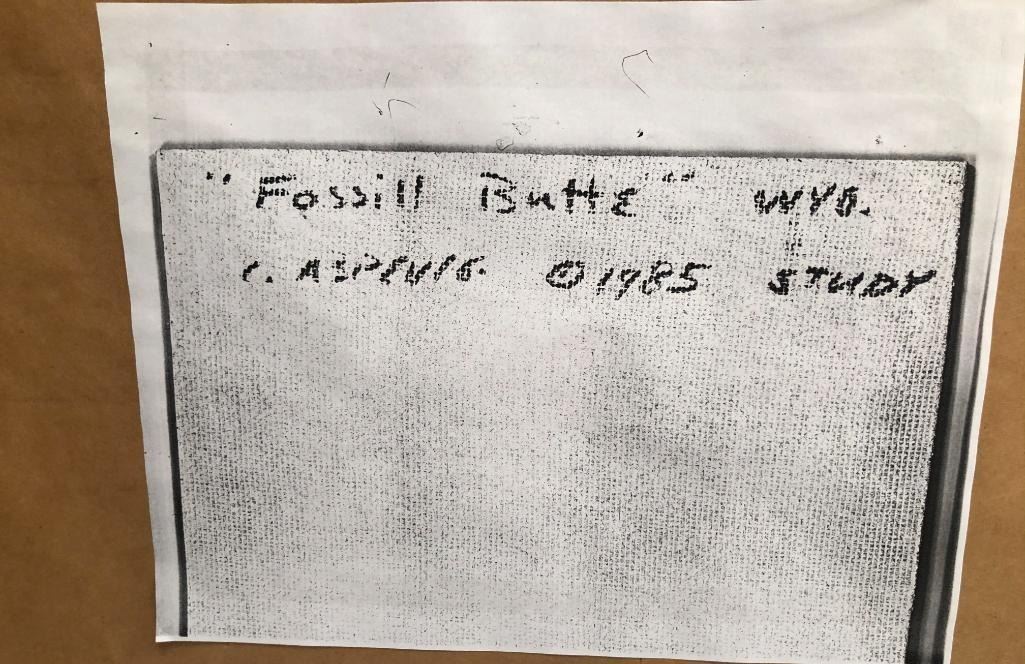 "Fossill Butte" WYO.
C. ASPEVIG © 1985 STUDY